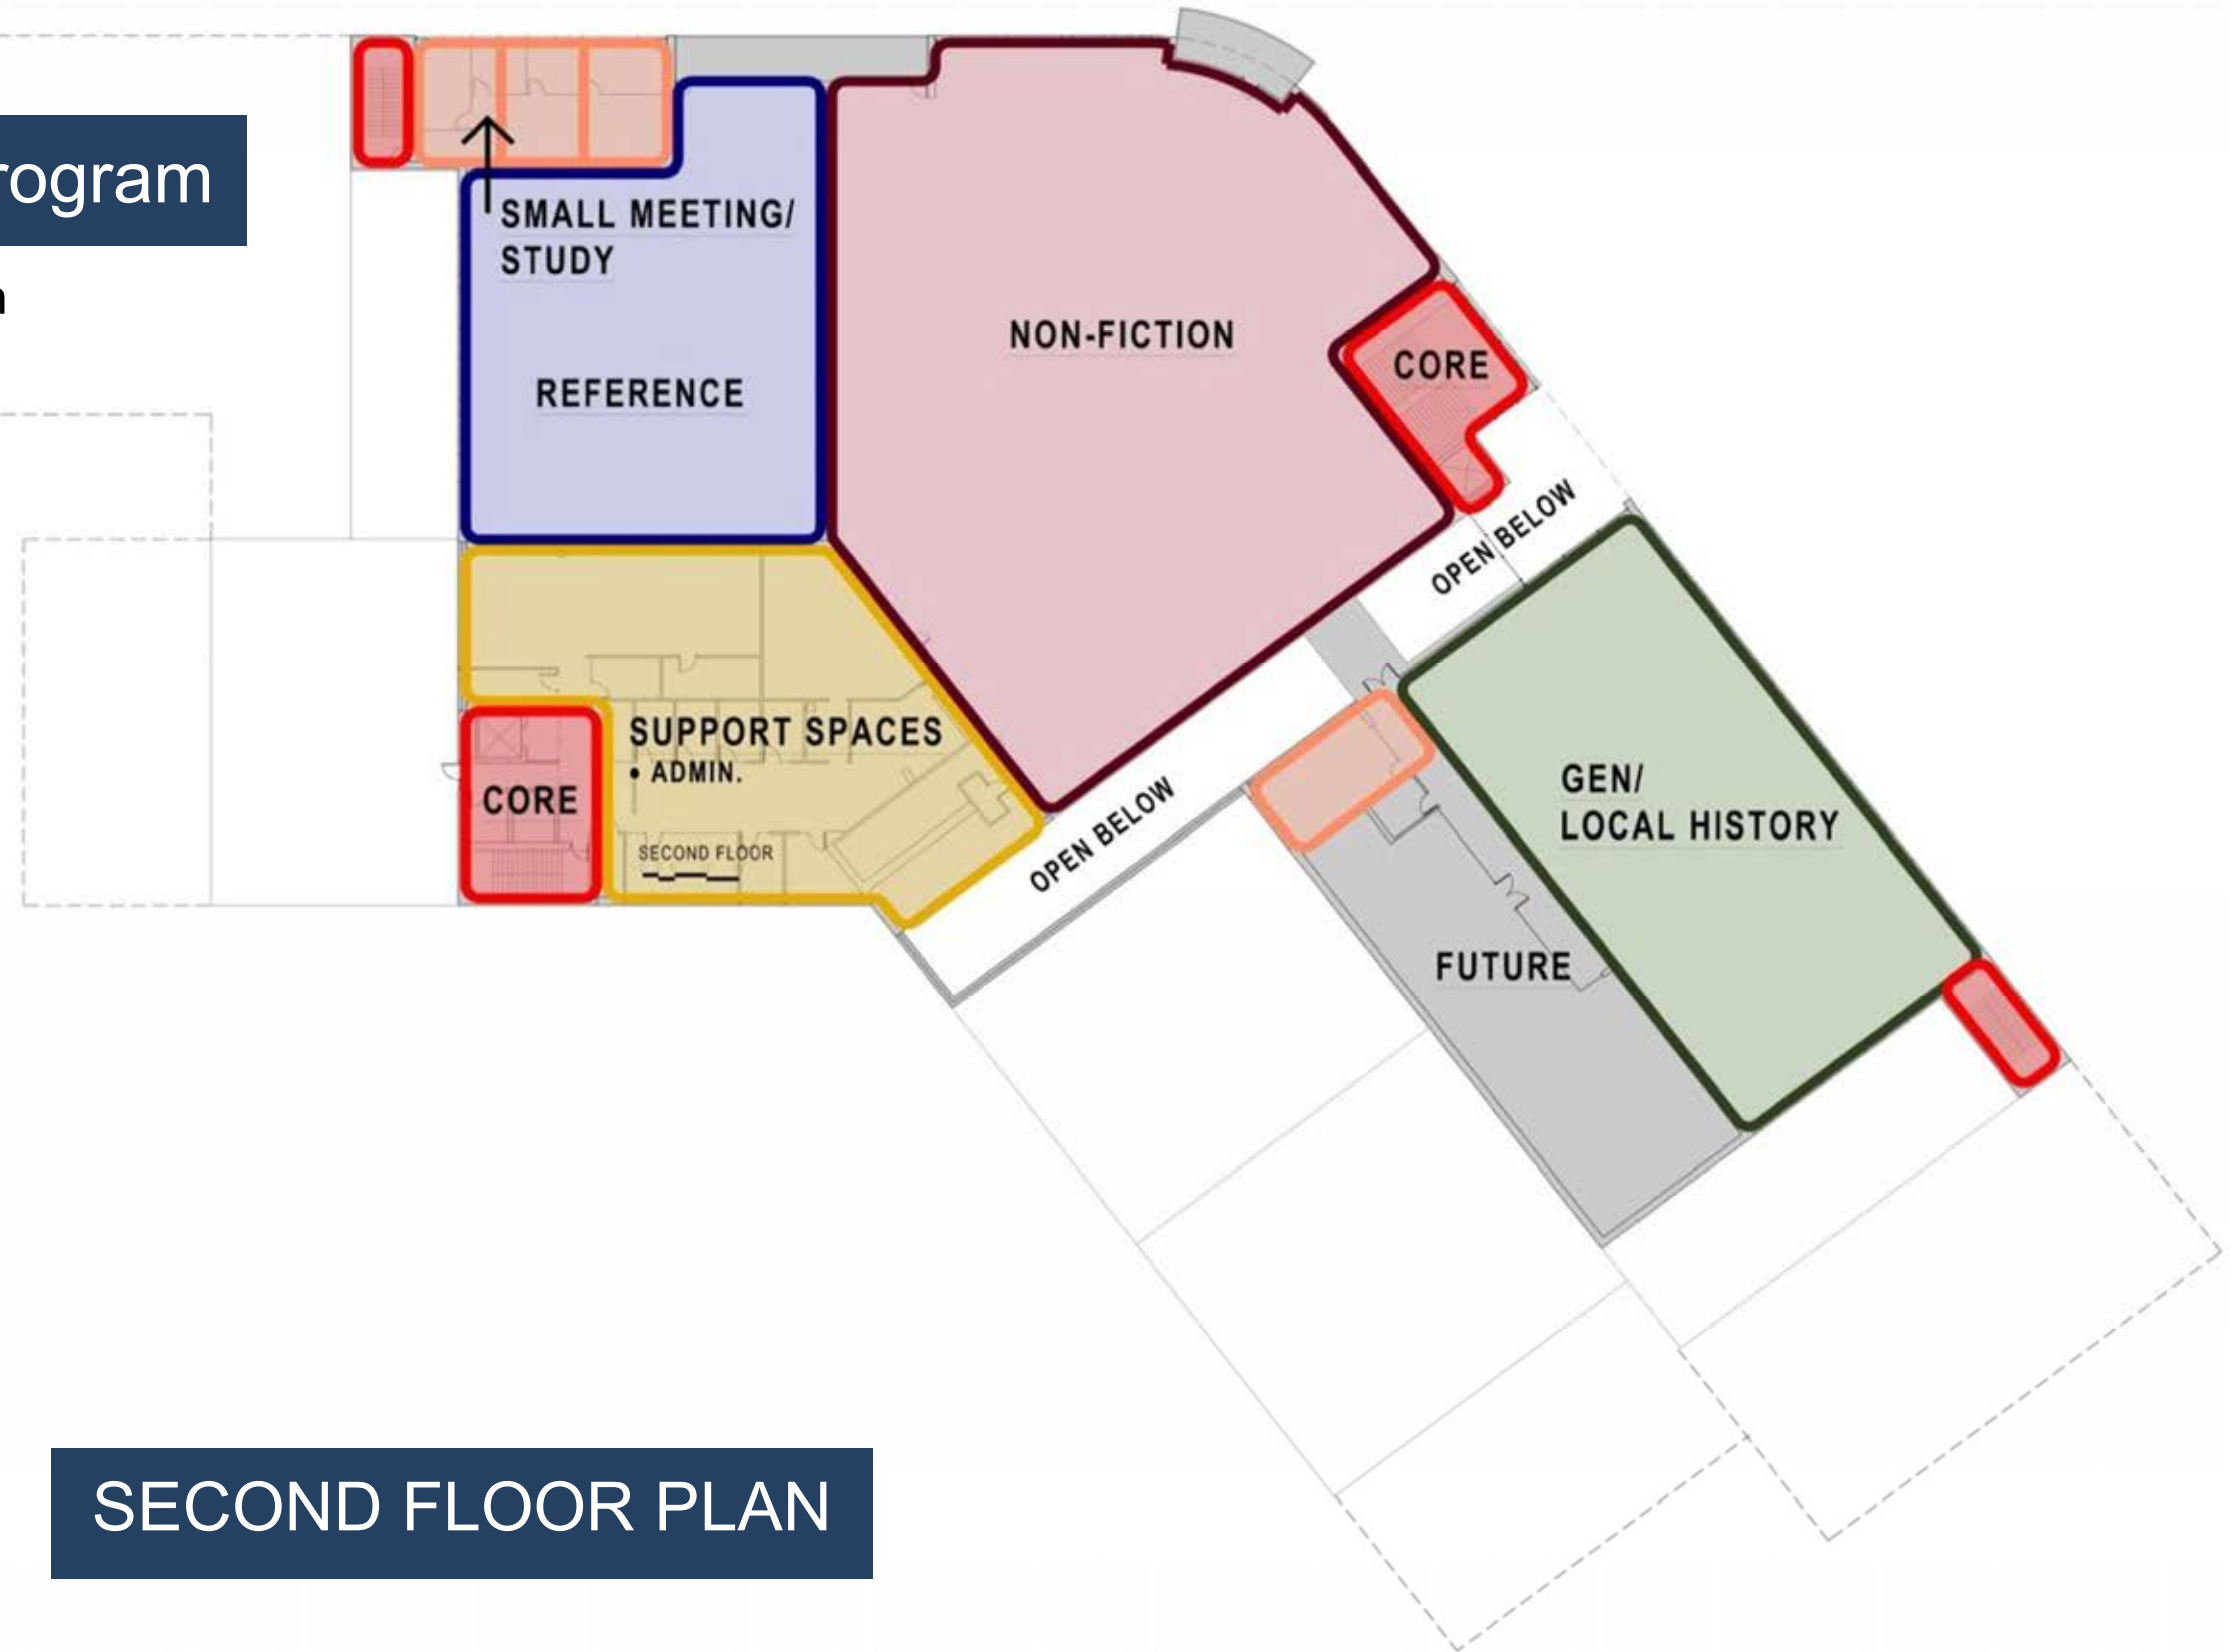 rogram
SMALL MEETING/
STUDY
REFERENCE
NON-FICTION
CORE
OPEN BELOW
GEN/
LOCAL HISTORY
SUPPORT SPACES
• ADMIN.
CORE
SECOND FLOOR
OPEN BELOW
FUTURE
SECOND FLOOR PLAN